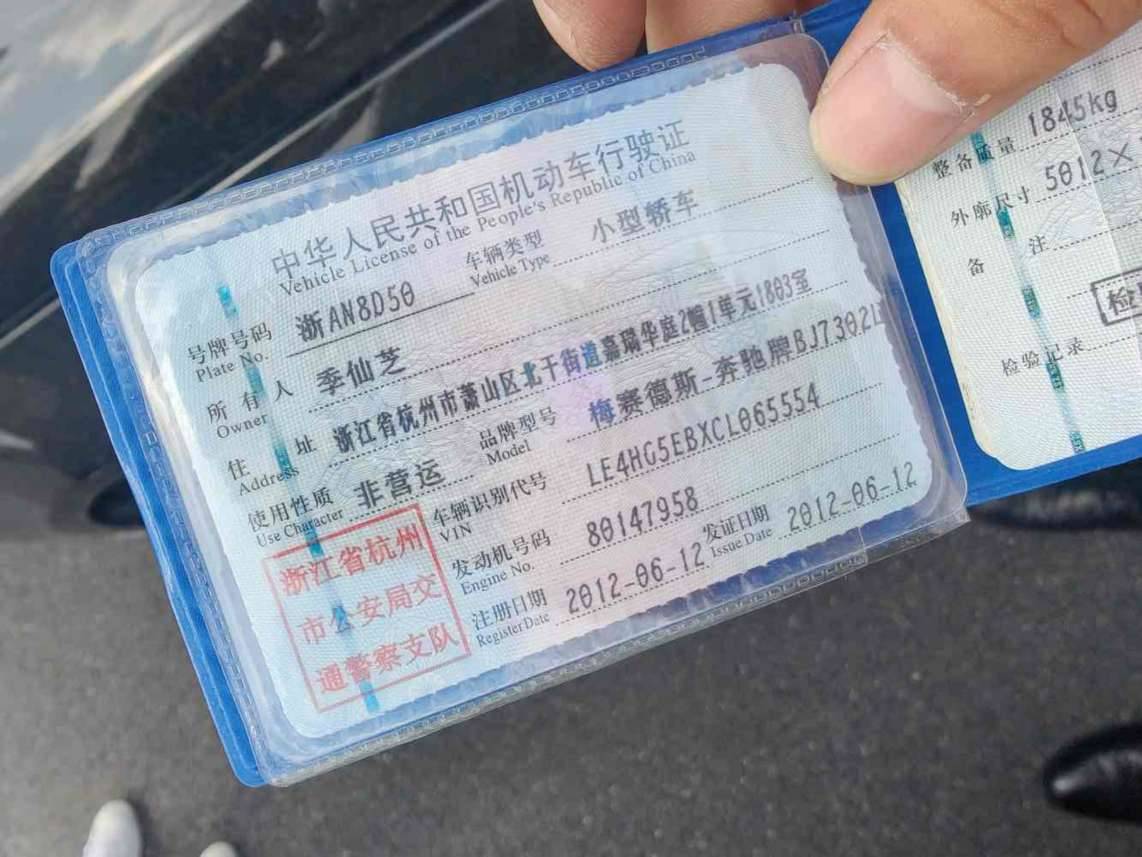 中华人民共和国机动车行驶证
Vehicle License of the People's Republic of China
号牌号码 浙AN8D50 车辆类型 小型轿车
Plate No. Vehicle Type
所有人 季仙芝
Owner
住址 浙江省杭州市萧山区北干街道嘉瑞华庭2幢1单元1803室
Address
使用性质 非营运 品牌型号 梅赛德斯-奔驰牌BJ7302L
Use Character Model
车辆识别代号 LE4HG5EBXCL065554
VIN
发动机号码 80147958
Engine No.
注册日期 2012-06-12 发证日期 2012-06-12
Register Date Issue Date
浙江省杭州
市公安局交
通警察支队
整备质量 1845kg
外廓尺寸 5012×
备注
检验记录
检